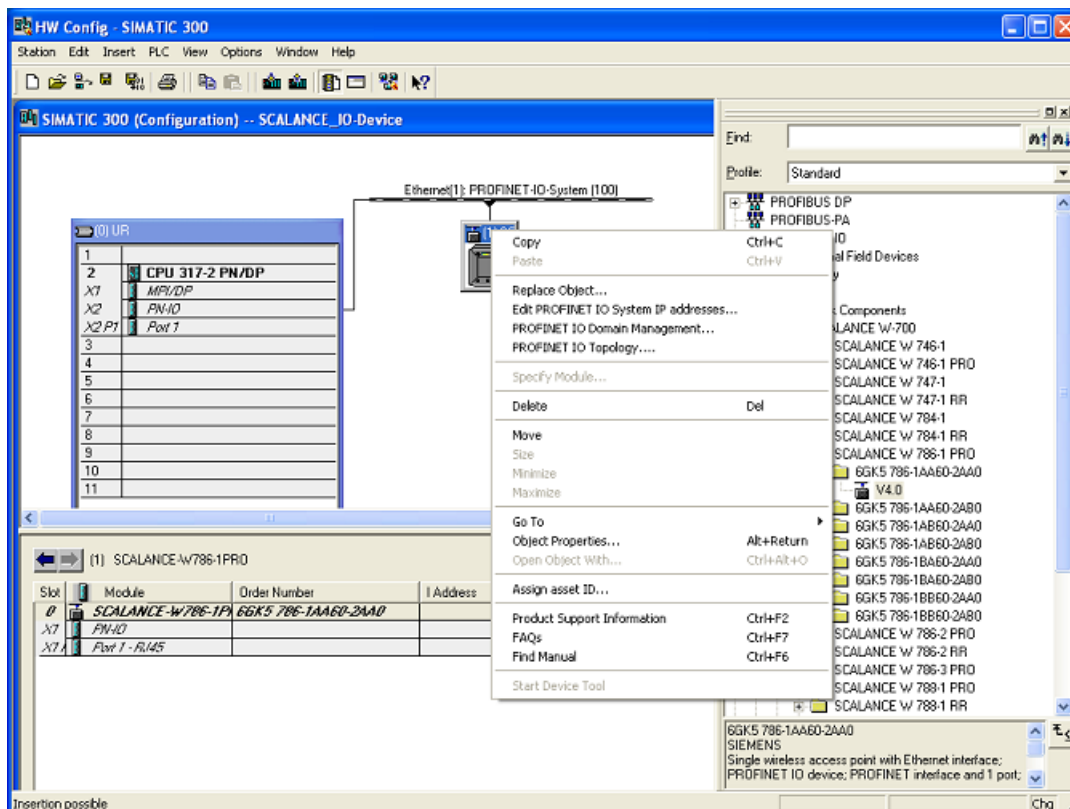 HW Config - SIMATIC 300
Station Edit Insert PLC View Options Window Help
SIMATIC 300 (Configuration) -- SCALANCE_IO-Device
Ethernet(1): PROFINET-IO-System (100)
(0) UR
1
2 CPU 317-2 PN/DP
X1 MPI/DP
X2 PN-IO
X2 P1 Port 1
3
4
5
6
7
8
9
10
11
Copy Ctrl+C
Paste Ctrl+V
Replace Object...
Edit PROFINET IO System IP addresses...
PROFINET IO Domain Management...
PROFINET IO Topology....
Specify Module...
Delete Del
Move
Size
Minimize
Maximize
Go To
Object Properties... Alt+Return
Open Object With... Ctrl+Alt+O
Assign asset ID...
Product Support Information Ctrl+F2
FAQs Ctrl+F7
Find Manual Ctrl+F6
Start Device Tool
(1) SCALANCE-W786-1PRO
Slot Module Order Number I Address
0 SCALANCE-W786-1P 6GK5 786-1AA60-2AA0
X1 PN-IO
X1 Port 1 - RJ45
Find:
Profile: Standard
PROFIBUS DP
PROFIBUS-PA
IO
al Field Devices
y
Components
ALANCE W-700
SCALANCE W 746-1
SCALANCE W 746-1 PRO
SCALANCE W 747-1
SCALANCE W 747-1 RR
SCALANCE W 784-1
SCALANCE W 784-1 RR
SCALANCE W 786-1 PRO
6GK5 786-1AA60-2AA0
V4.0
6GK5 786-1AA60-2AB0
6GK5 786-1AB60-2AA0
6GK5 786-1AB60-2AB0
6GK5 786-1BA60-2AA0
6GK5 786-1BA60-2AB0
6GK5 786-1BB60-2AA0
6GK5 786-1BB60-2AB0
SCALANCE W 786-2 PRO
SCALANCE W 786-2 RR
SCALANCE W 786-3 PRO
SCALANCE W 788-1 PRO
SCALANCE W 788-1 RR
6GK5 786-1AA60-2AA0
SIEMENS
Single wireless access point with Ethernet interface;
PROFINET IO device; PROFINET interface and 1 port;
Insertion possible
Chg